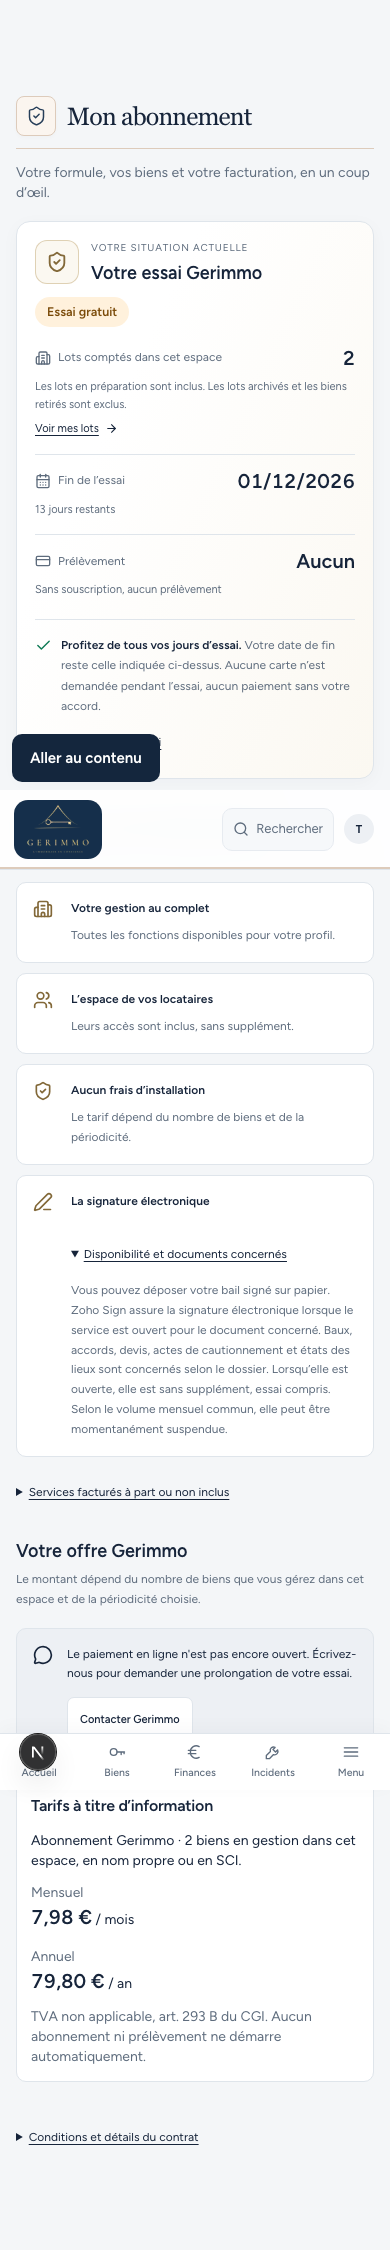 Mon abonnement
Votre formule, vos biens et votre facturation, en un coup
d’œil.
VOTRE SITUATION ACTUELLE
Votre essai Gerimmo
Essai gratuit
Lots comptés dans cet espace 2
Les lots en préparation sont inclus. Les lots archivés et les biens
retirés sont exclus.
Voir mes lots →
Fin de l’essai 01/12/2026
13 jours restants
Prélèvement Aucun
Sans souscription, aucun prélèvement
Profitez de tous vos jours d’essai. Votre date de fin
reste celle indiquée ci-dessus. Aucune carte n’est
demandée pendant l’essai, aucun paiement sans votre
accord.
Aller au contenu
GERIMMO
Rechercher
T
Votre gestion au complet
Toutes les fonctions disponibles pour votre profil.
L’espace de vos locataires
Leurs accès sont inclus, sans supplément.
Aucun frais d’installation
Le tarif dépend du nombre de biens et de la
périodicité.
La signature électronique
▼ Disponibilité et documents concernés
Vous pouvez déposer votre bail signé sur papier.
Zoho Sign assure la signature électronique lorsque le
service est ouvert pour le document concerné. Baux,
accords, devis, actes de cautionnement et états des
lieux sont concernés selon le dossier. Lorsqu’elle est
ouverte, elle est sans supplément, essai compris.
Selon le volume mensuel commun, elle peut être
momentanément suspendue.
▶ Services facturés à part ou non inclus
Votre offre Gerimmo
Le montant dépend du nombre de biens que vous gérez dans cet
espace et de la périodicité choisie.
Le paiement en ligne n’est pas encore ouvert. Écrivez-
nous pour demander une prolongation de votre essai.
Contacter Gerimmo
N
Accueil
Biens
Finances
Incidents
Menu
Tarifs à titre d’information
Abonnement Gerimmo · 2 biens en gestion dans cet
espace, en nom propre ou en SCI.
Mensuel
7,98 € / mois
Annuel
79,80 € / an
TVA non applicable, art. 293 B du CGI. Aucun
abonnement ni prélèvement ne démarre
automatiquement.
▶ Conditions et détails du contrat